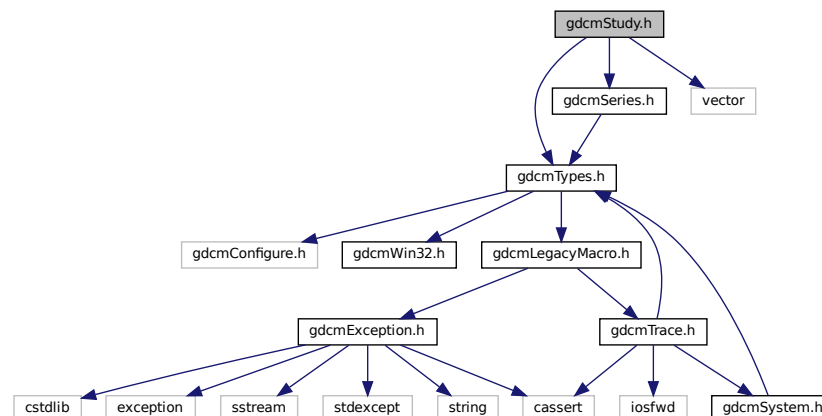 gdcmStudy.h
gdcmSeries.h
vector
gdcmTypes.h
gdcmConfigure.h
gdcmWin32.h
gdcmLegacyMacro.h
gdcmException.h
gdcmTrace.h
cstdlib
exception
sstream
stdexcept
string
cassert
iosfwd
gdcmSystem.h